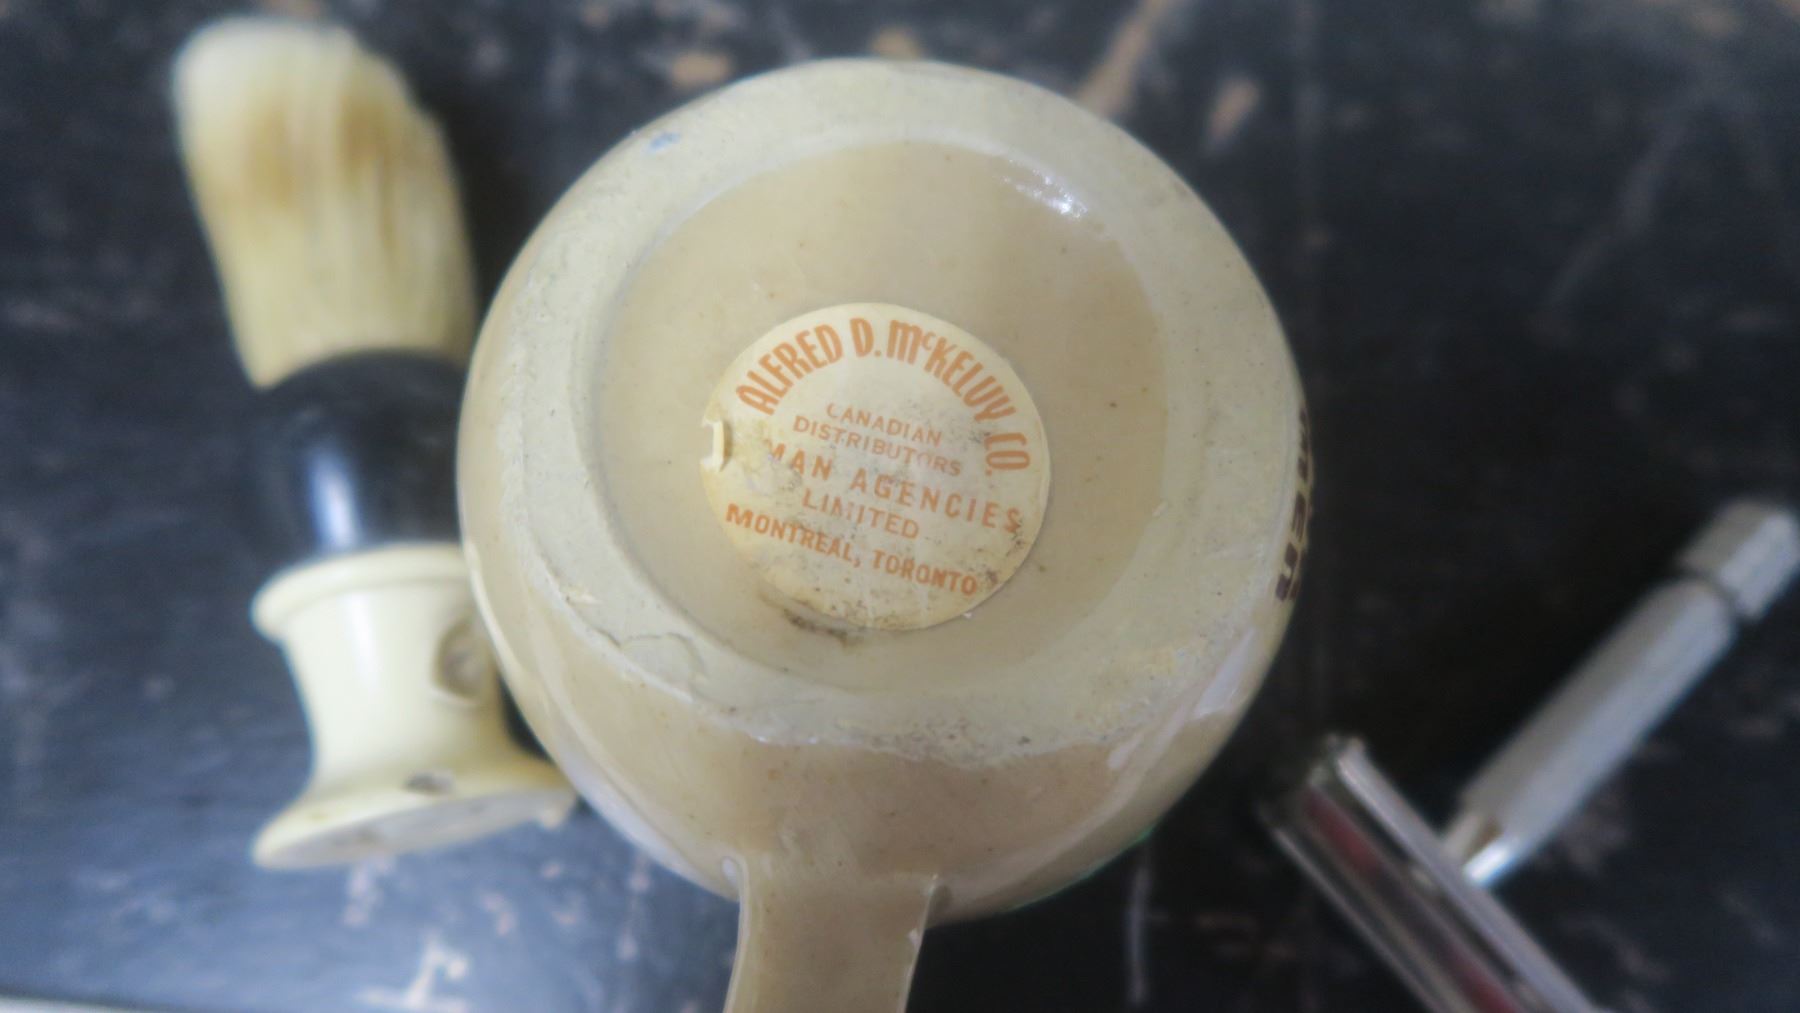 ALFRED D. McKELVY CO.
CANADIAN
DISTRIBUTORS
MAN AGENCIES
LIMITED
MONTREAL, TORONTO